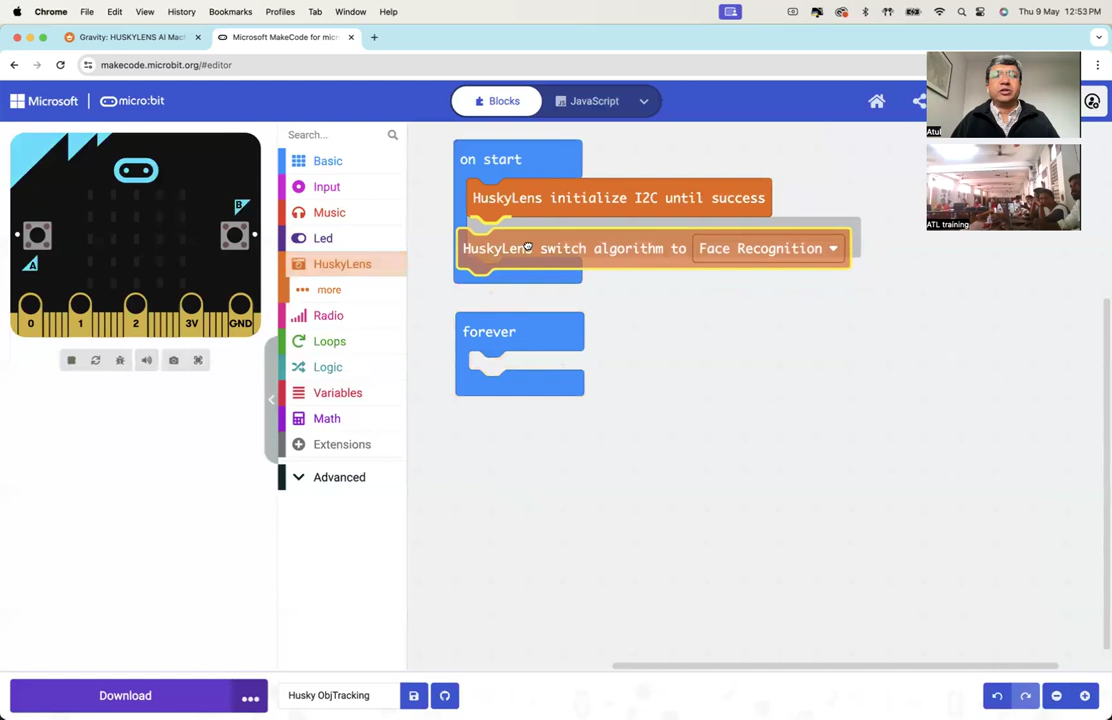 Chrome File Edit View History Bookmarks Profiles Tab Window Help Thu 9 May 12:53 PM
Gravity: HUSKYLENS AI Mach
Microsoft MakeCode for micr
makecode.microbit.org/#editor
Microsoft micro:bit Blocks JavaScript
Atul
ATL training
Search...
Basic
Input
Music
Led
HuskyLens
more
Radio
Loops
Logic
Variables
Math
Extensions
Advanced
A
B
0 1 2 3V GND
on start
HuskyLens initialize I2C until success
HuskyLens switch algorithm to Face Recognition
forever
Download
Husky ObjTracking